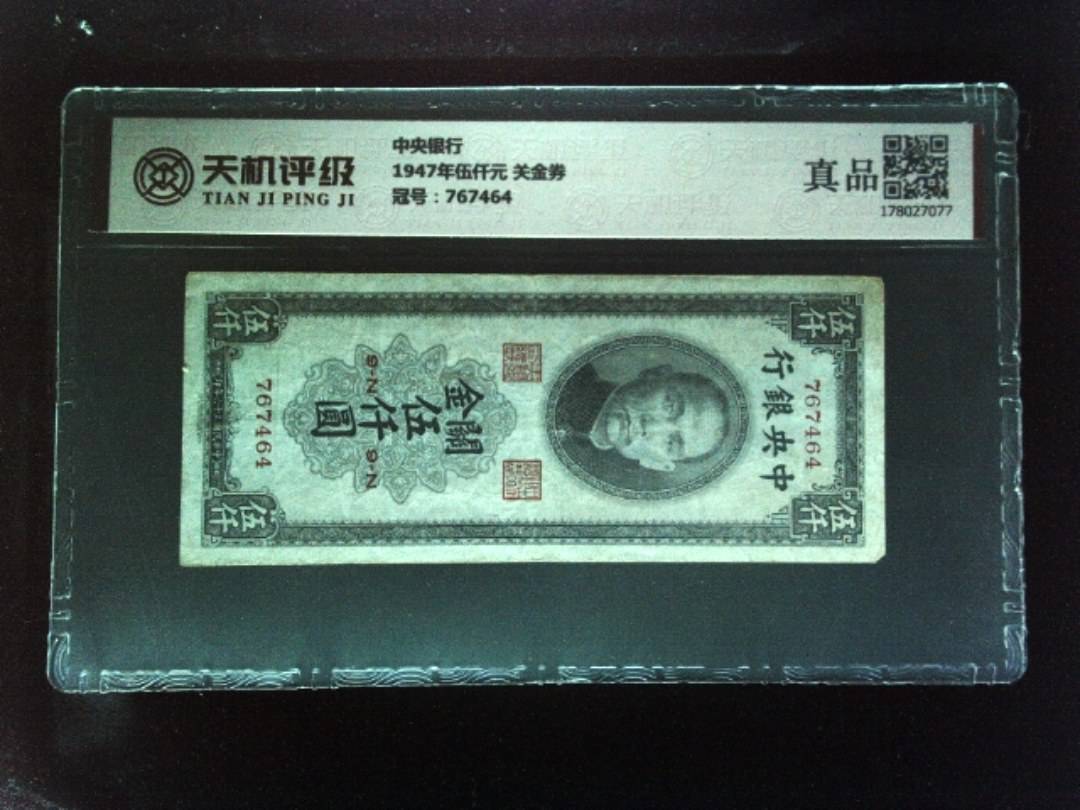 天机评级
TIAN JI PING JI
中央银行
1947年伍仟元 关金券
冠号：767464
真品
178027077
伍仟
伍仟
767464
行銀央中
關金
伍仟
圓
S-N
9-N
767464
伍仟
伍仟